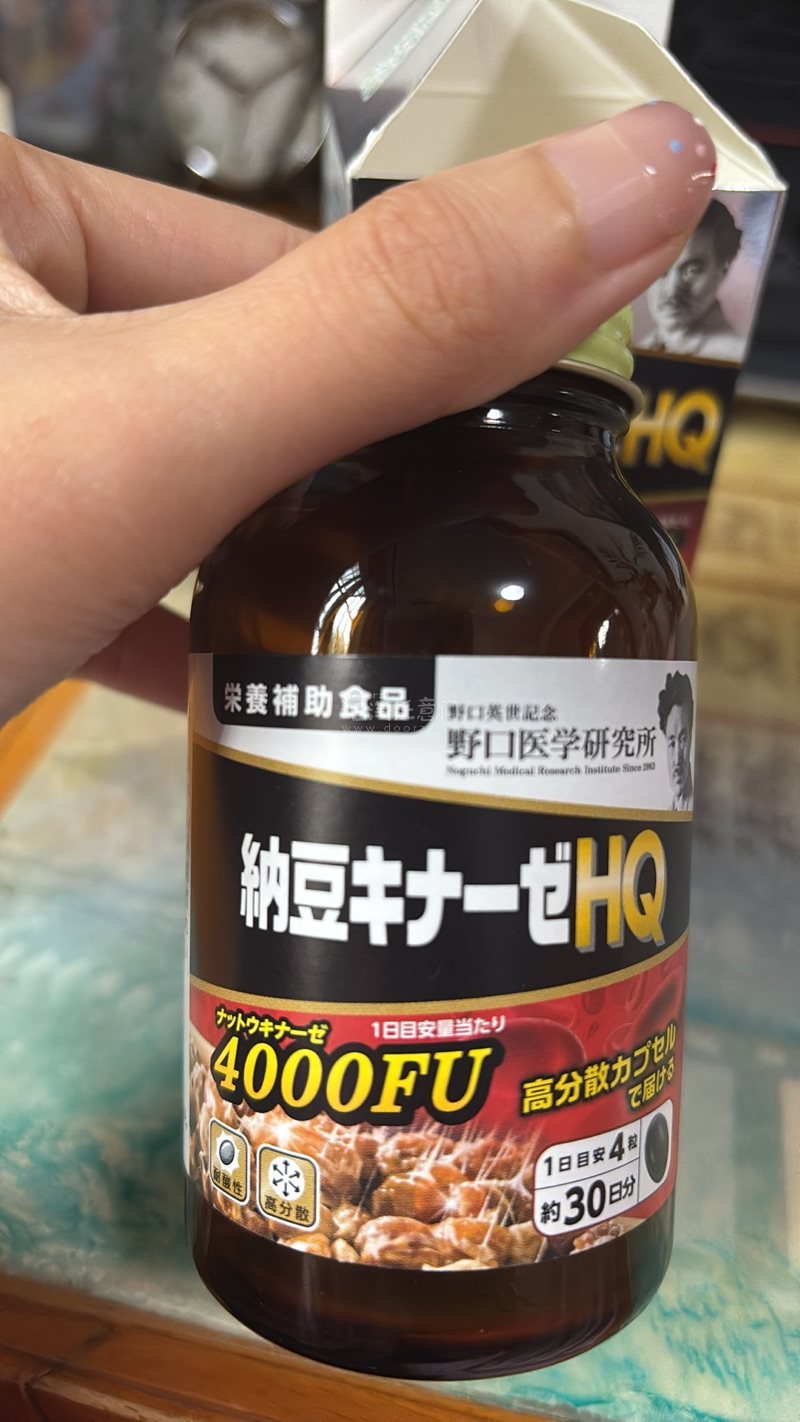 HQ
栄養補助食品
野口英世記念
野口医学研究所
Noguchi Medical Research Institute Since 1983
納豆キナーゼHQ
ナットウキナーゼ
1日目安量当たり
4000FU
高分散カプセル
で届ける
耐酸性
高分散
1日目安4粒
約30日分